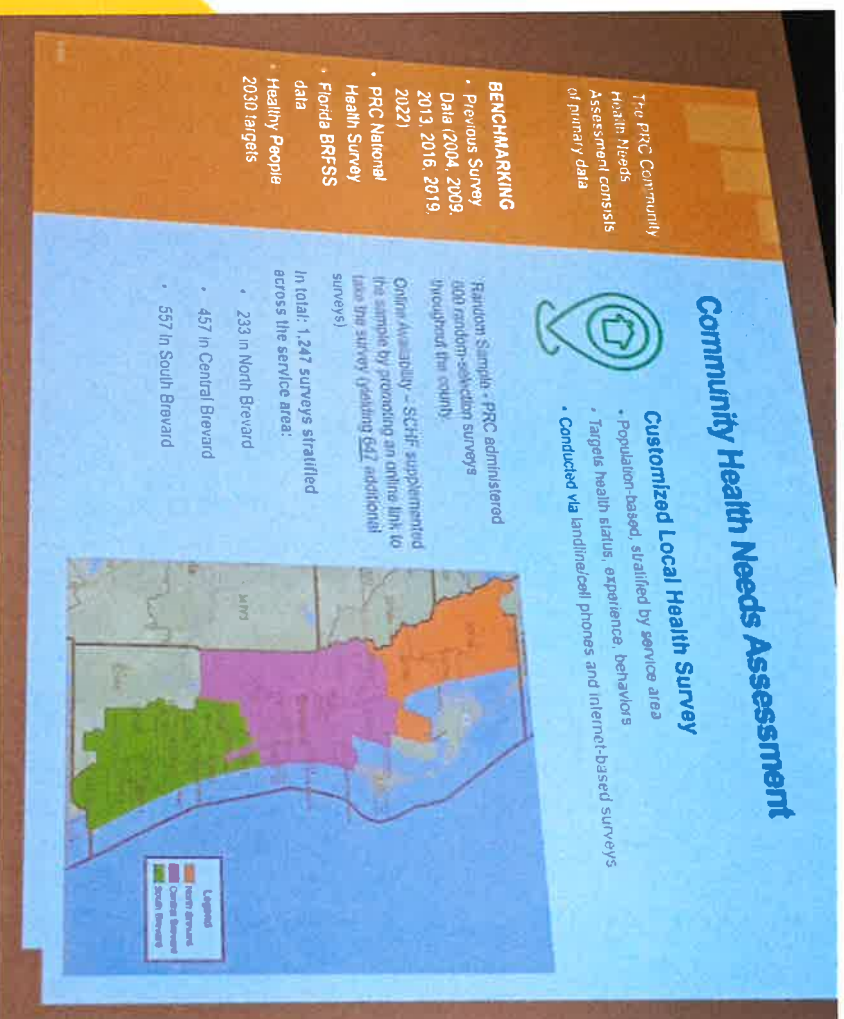 Community Health Needs Assessment
The PRC Community
Health Needs
Assessment consists
of primary data
BENCHMARKING
• Previous Survey
Data (2004, 2009,
2013, 2016, 2019,
2022)
• PRC National
Health Survey
• Florida BRFSS
data
• Healthy People
2030 targets
Customized Local Health Survey
• Population-based, stratified by service area
• Targets health status, experience, behaviors
• Conducted via landline/cell phones and internet-based surveys
Random Sample - PRC administered
600 random-selection surveys
throughout the county
Online Availability – SCHF supplemented
the sample by promoting an online link to
take the survey (yielding 647 additional
surveys).
In total: 1,247 surveys stratified
across the service area:
• 233 in North Brevard
• 457 in Central Brevard
• 557 in South Brevard
Legend
North Brevard
Central Brevard
South Brevard